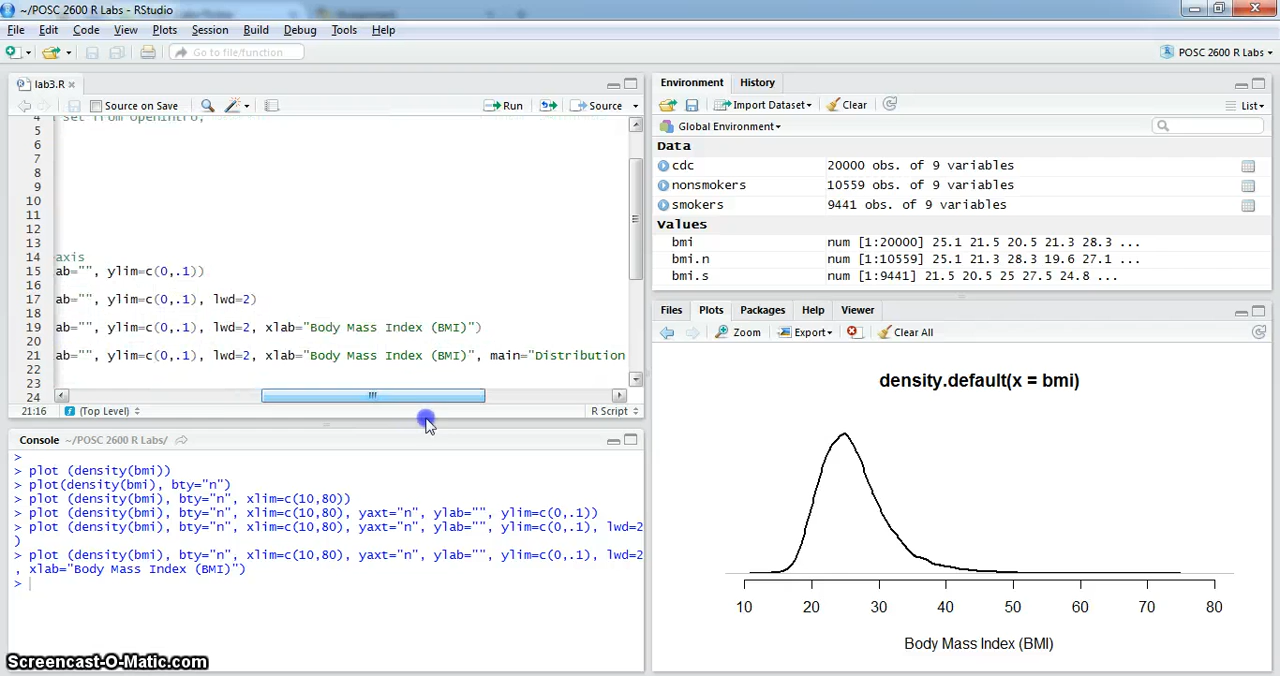 ~/POSC 2600 R Labs - RStudio
File Edit Code View Plots Session Build Debug Tools Help
Go to file/function
POSC 2600 R Labs
lab3.R
Source on Save
Run
Source
4 set from OpenIntro,
5
6
7
8
9
10
11
12
13
14 axis
15 ab="", ylim=c(0,.1))
16
17 ab="", ylim=c(0,.1), lwd=2)
18
19 ab="", ylim=c(0,.1), lwd=2, xlab="Body Mass Index (BMI)")
20
21 ab="", ylim=c(0,.1), lwd=2, xlab="Body Mass Index (BMI)", main="Distribution
22
23
24
21:16 (Top Level) R Script
Console ~/POSC 2600 R Labs/
>
> plot (density(bmi))
> plot(density(bmi), bty="n")
> plot (density(bmi), bty="n", xlim=c(10,80))
> plot (density(bmi), bty="n", xlim=c(10,80), yaxt="n", ylab="", ylim=c(0,.1))
> plot (density(bmi), bty="n", xlim=c(10,80), yaxt="n", ylab="", ylim=c(0,.1), lwd=2
)
> plot (density(bmi), bty="n", xlim=c(10,80), yaxt="n", ylab="", ylim=c(0,.1), lwd=2
, xlab="Body Mass Index (BMI)")
>
Environment History
Import Dataset Clear List
Global Environment
Data
cdc 20000 obs. of 9 variables
nonsmokers 10559 obs. of 9 variables
smokers 9441 obs. of 9 variables
Values
bmi num [1:20000] 25.1 21.5 20.5 21.3 28.3 ...
bmi.n num [1:10559] 25.1 21.3 28.3 19.6 27.1 ...
bmi.s num [1:9441] 21.5 20.5 25 27.5 24.8 ...
Files Plots Packages Help Viewer
Zoom Export Clear All
density.default(x = bmi)
10 20 30 40 50 60 70 80
Body Mass Index (BMI)
Screencast-O-Matic.com